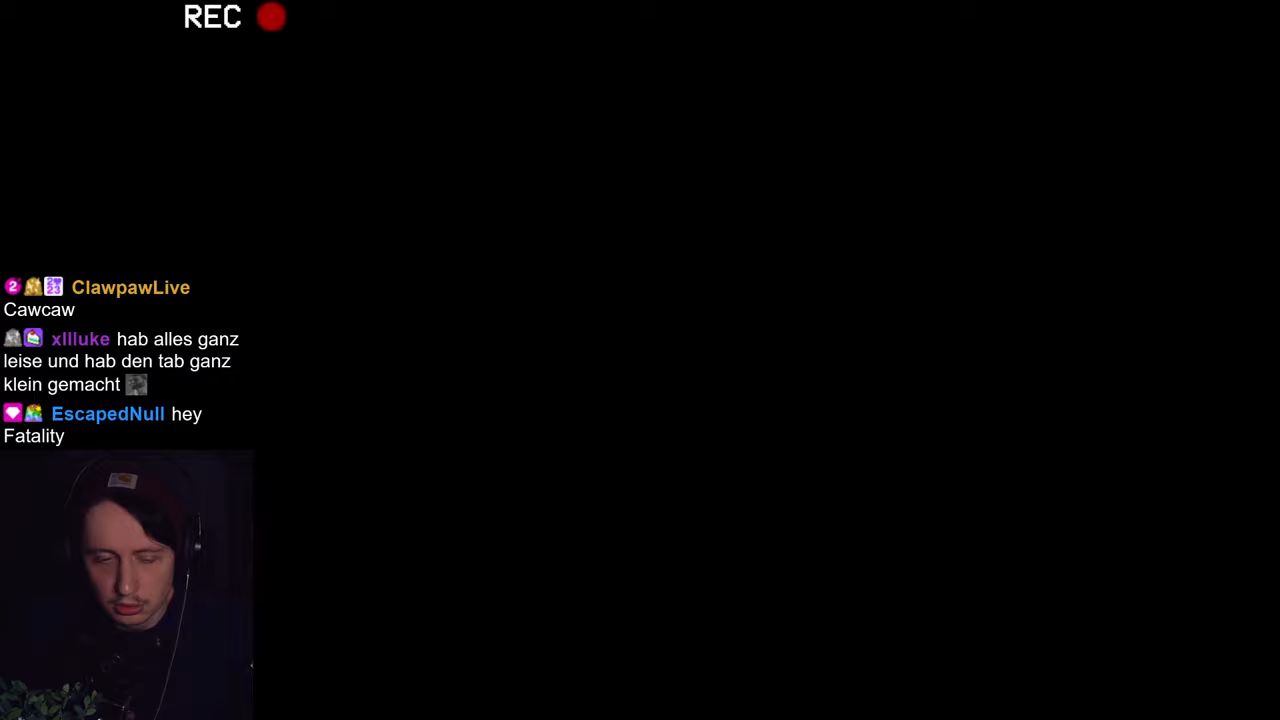 REC
ClawpawLive
Cawcaw
xIlluke hab alles ganz
leise und hab den tab ganz
klein gemacht
EscapedNull hey
Fatality